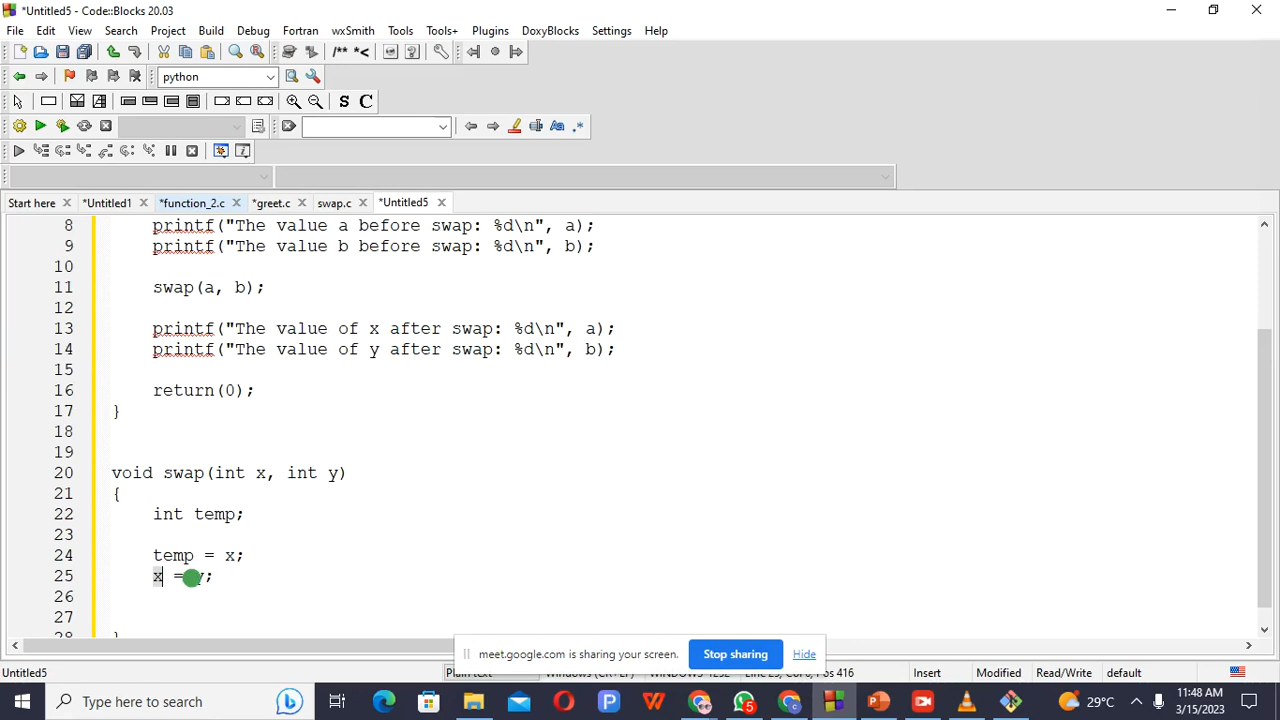 *Untitled5 - Code::Blocks 20.03
File Edit View Search Project Build Debug Fortran wxSmith Tools Tools+ Plugins DoxyBlocks Settings Help
/** *<
python
S C
Aa .*
Start here *Untitled1 *function_2.c *greet.c swap.c *Untitled5
8 printf("The value a before swap: %d\n", a);
9 printf("The value b before swap: %d\n", b);
10
11 swap(a, b);
12
13 printf("The value of x after swap: %d\n", a);
14 printf("The value of y after swap: %d\n", b);
15
16 return(0);
17 }
18
19
20 void swap(int x, int y)
21 {
22 int temp;
23
24 temp = x;
25 x = y;
26
27
28 }
meet.google.com is sharing your screen. Stop sharing Hide
Untitled5 Plain text Insert Modified Read/Write default
Type here to search 5 29°C 11:48 AM
3/15/2023